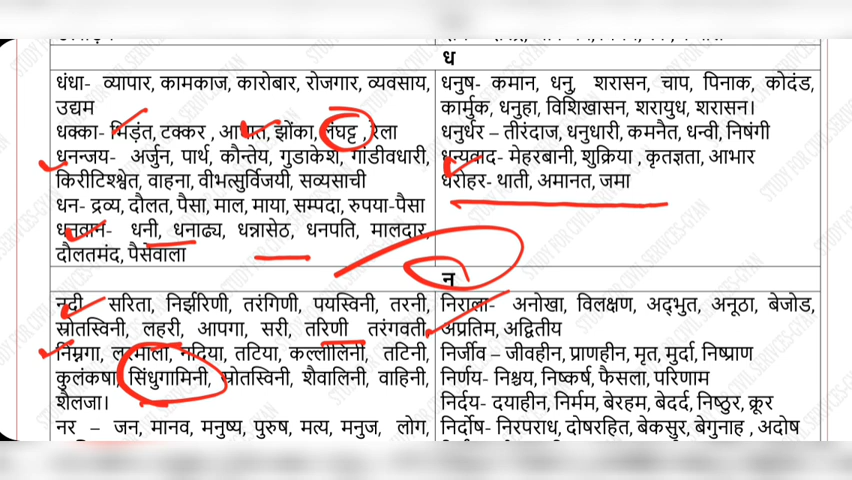 ध
धंधा- व्यापार, कामकाज, कारोबार, रोजगार, व्यवसाय,
उद्यम
धक्का- भिड़ंत, टक्कर , झोंका, रेला
धनन्जय- अर्जुन, पार्थ, कौन्तेय, गुडाकेश, गांडीवधारी,
किरीटिश्वेत, वाहना, वीभत्सुर्विजयी, सव्यसाची
धन- द्रव्य, दौलत, पैसा, माल, माया, सम्पदा, रुपया-पैसा
धनवान- धनी, धनाढ्य, धन्नासेठ, धनपति, मालदार,
दौलतमंद, पैसेवाला
धनुष- कमान, धनु, शरासन, चाप, पिनाक, कोदंड,
कार्मुक, धनुहा, विशिखासन, शरायुध, शरासन।
धनुर्धर – तीरंदाज, धनुधारी, कमनैत, धन्वी, निषंगी
धन्यवाद- मेहरबानी, शुक्रिया , कृतज्ञता, आभार
धरोहर- थाती, अमानत, जमा
न
नदी सरिता, निर्झरिणी, तरंगिणी, पयस्विनी, तरनी,
स्रोतस्विनी, लहरी, आपगा, सरी, तरिणी तरंगवती,
निम्नगा, नदिया, तटिया, कल्लोलिनी, तटिनी,
कुलंकषा, सिंधुगामिनी, स्रोतस्विनी, शैवालिनी, वाहिनी,
शैलजा।
नर – जन, मानव, मनुष्य, पुरुष, मत्य, मनुज, लोग,
निराला- अनोखा, विलक्षण, अद्भुत, अनूठा, बेजोड,
अप्रतिम, अद्वितीय
निर्जीव – जीवहीन, प्राणहीन, मृत, मुर्दा, निष्प्राण
निर्णय- निश्चय, निष्कर्ष, फैसला, परिणाम
निर्दय- दयाहीन, निर्मम, बेरहम, बेदर्द, निष्ठुर, क्रूर
निर्दोष- निरपराध, दोषरहित, बेकसुर, बेगुनाह , अदोष